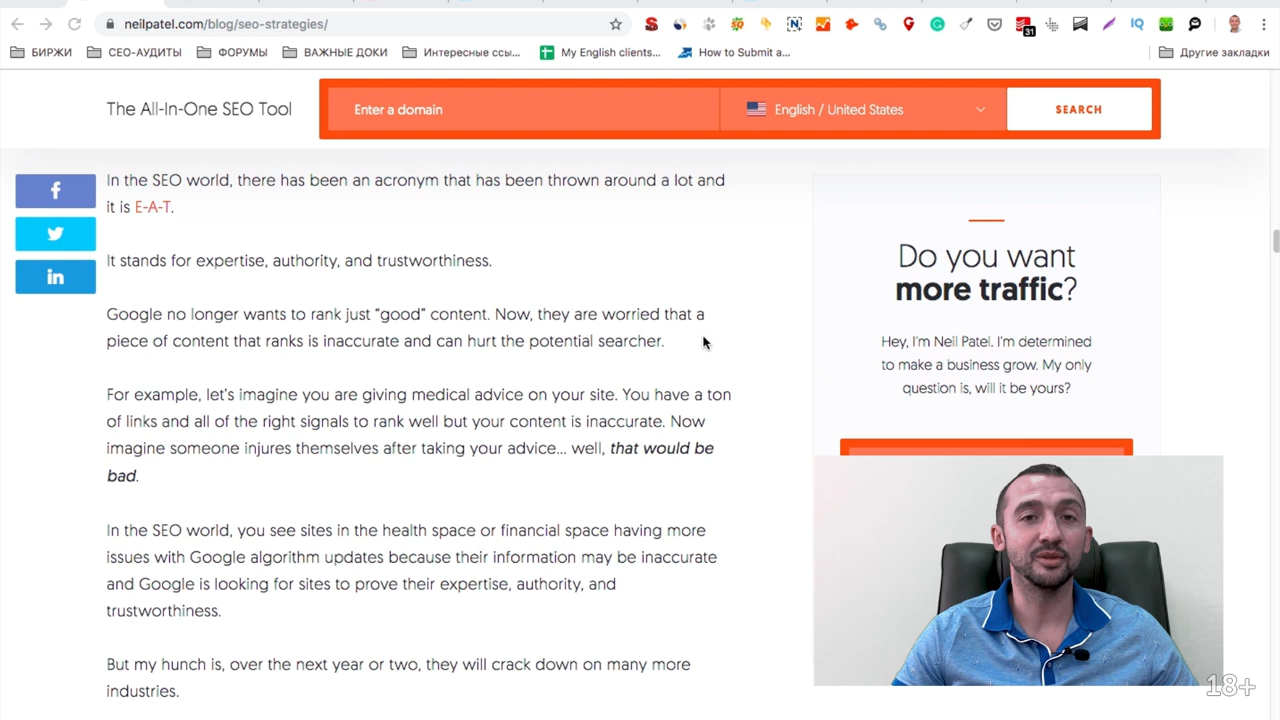 neilpatel.com/blog/seo-strategies/
31
IQ
БИРЖИ
СЕО-АУДИТЫ
ФОРУМЫ
ВАЖНЫЕ ДОКИ
Интересные ссы...
My English clients...
How to Submit a...
Другие закладки
The All-In-One SEO Tool
Enter a domain
English / United States
SEARCH
In the SEO world, there has been an acronym that has been thrown around a lot and
it is E-A-T.
It stands for expertise, authority, and trustworthiness.
Google no longer wants to rank just “good” content. Now, they are worried that a
piece of content that ranks is inaccurate and can hurt the potential searcher.
For example, let's imagine you are giving medical advice on your site. You have a ton
of links and all of the right signals to rank well but your content is inaccurate. Now
imagine someone injures themselves after taking your advice... well, that would be
bad.
In the SEO world, you see sites in the health space or financial space having more
issues with Google algorithm updates because their information may be inaccurate
and Google is looking for sites to prove their expertise, authority, and
trustworthiness.
But my hunch is, over the next year or two, they will crack down on many more
industries.
Do you want
more traffic?
Hey, I'm Neil Patel. I'm determined
to make a business grow. My only
question is, will it be yours?
18+